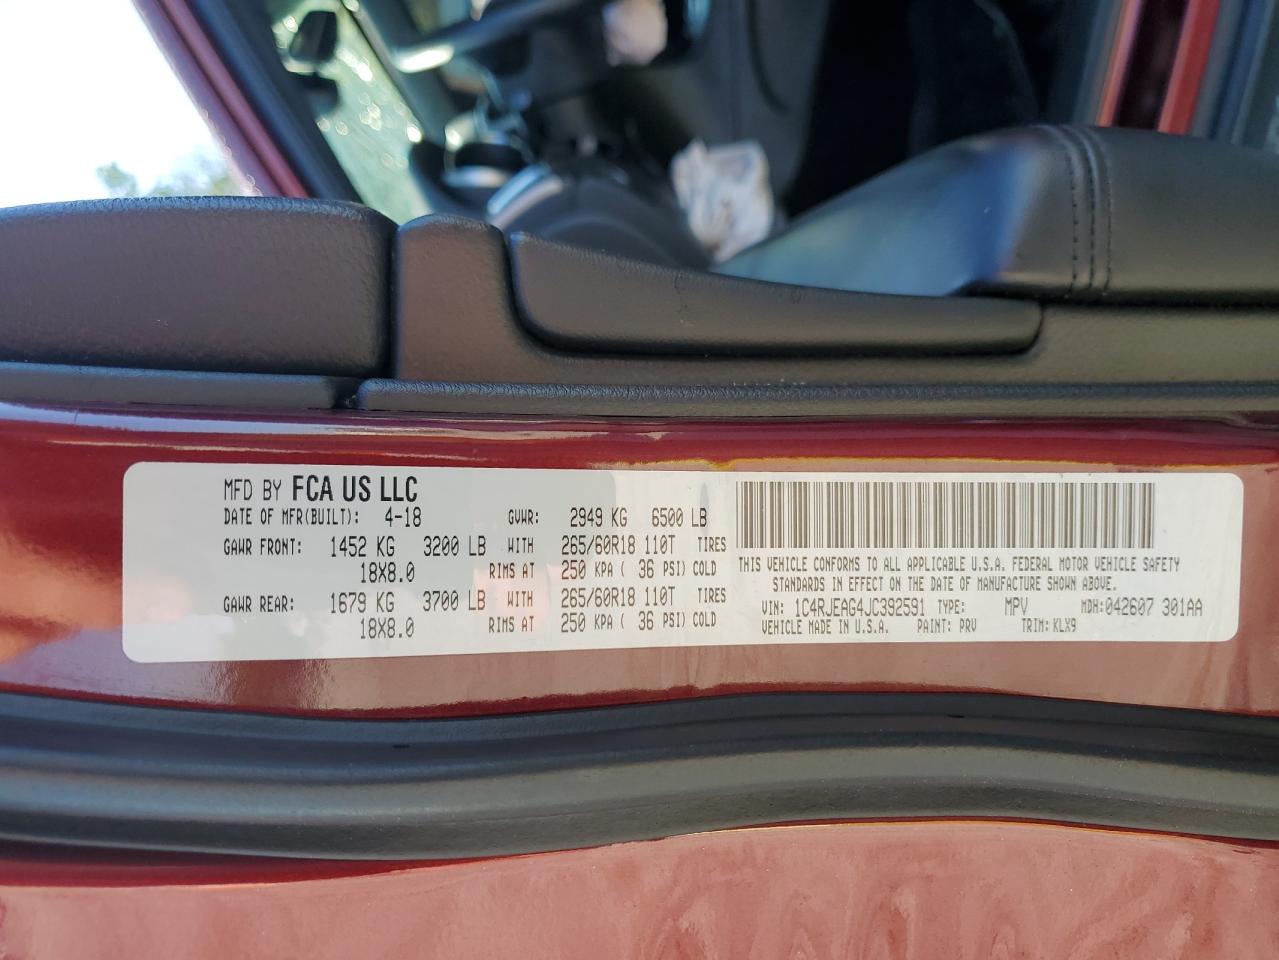 MFD BY FCA US LLC
DATE OF MFR(BUILT): 4-18 GVWR: 2949 KG 6500 LB
GAWR FRONT: 1452 KG 3200 LB WITH 265/60R18 110T TIRES
18X8.0 RIMS AT 250 KPA ( 36 PSI) COLD
GAWR REAR: 1679 KG 3700 LB WITH 265/60R18 110T TIRES
18X8.0 RIMS AT 250 KPA ( 36 PSI) COLD
THIS VEHICLE CONFORMS TO ALL APPLICABLE U.S.A. FEDERAL MOTOR VEHICLE SAFETY
STANDARDS IN EFFECT ON THE DATE OF MANUFACTURE SHOWN ABOVE.
VIN: 1C4RJEAG4JC392591 TYPE: MPV MDH: 042607 301AA
VEHICLE MADE IN U.S.A. PAINT: PRV TRIM: KLX9